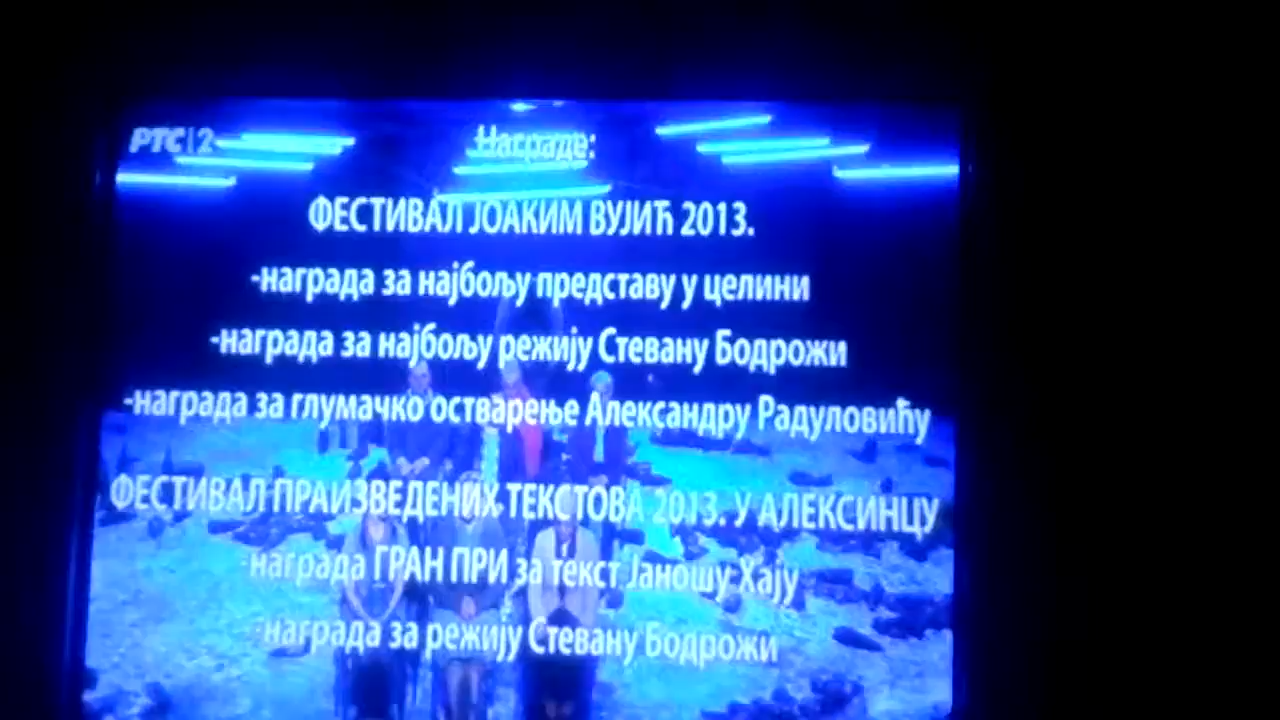 РТС|2
Награде:
ФЕСТИВАЛ ЈОАКИМ ВУЈИЋ 2013.
-награда за најбољу представу у целини
-награда за најбољу режију Стевану Бодрожи
-награда за глумачко остварење Александру Радуловићу
ФЕСТИВАЛ ПРАИЗВЕДЕНИХ ТЕКСТОВА 2013. У АЛЕКСИНЦУ
-награда ГРАН ПРИ за текст Јаношу Хају
-награда за режију Стевану Бодрожи